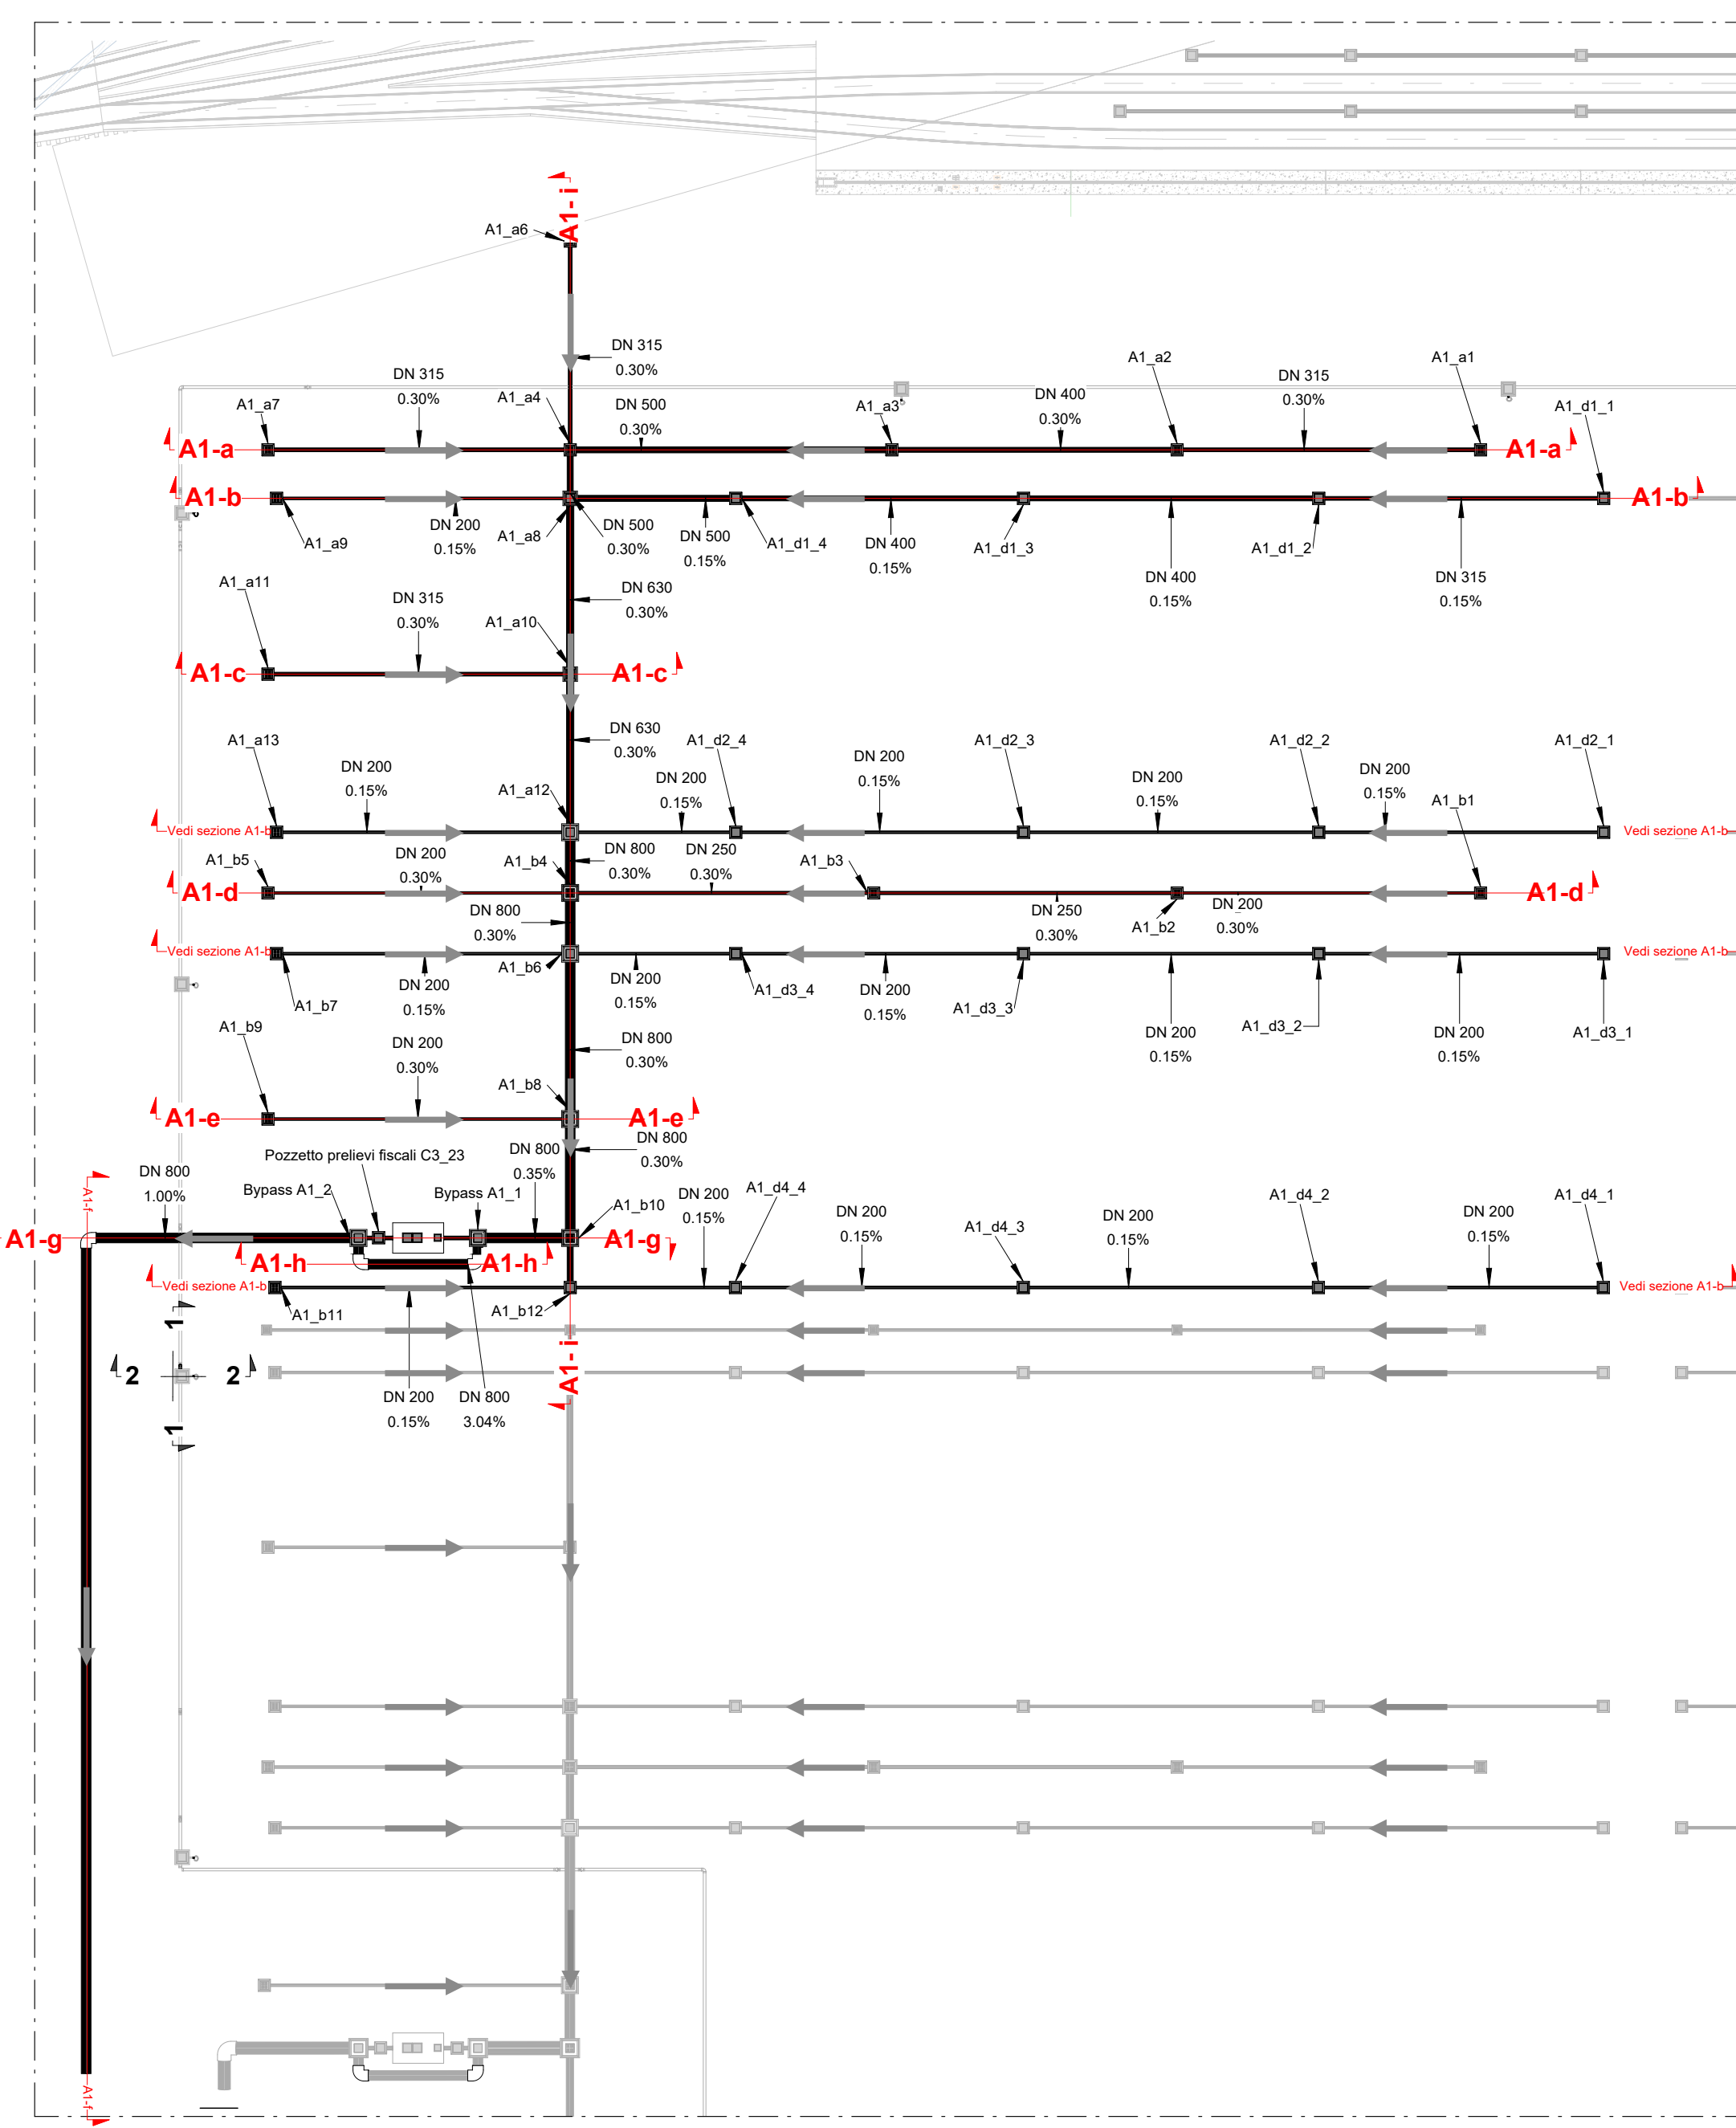 A1- i
A1_a6
DN 315
0.30%
A1_a7
DN 315
0.30%
A1_a4
DN 500
0.30%
A1_a3
DN 400
0.30%
A1_a2
DN 315
0.30%
A1_a1
A1_d1_1
A1-a
A1-a
A1-b
A1-b
A1_a9
DN 200
0.15%
A1_a8
DN 500
0.30%
DN 500
0.15%
A1_d1_4
DN 400
0.15%
A1_d1_3
DN 400
0.15%
A1_d1_2
DN 315
0.15%
A1_a11
DN 315
0.30%
DN 630
0.30%
A1_a10
A1-c
A1-c
A1_a13
DN 200
0.15%
DN 630
0.30%
A1_a12
A1_d2_4
DN 200
0.15%
DN 200
0.15%
A1_d2_3
DN 200
0.15%
A1_d2_2
DN 200
0.15%
A1_d2_1
A1_b1
Vedi sezione A1-b
Vedi sezione A1-b
A1_b5
DN 200
0.30%
A1_b4
DN 800
0.30%
DN 250
0.30%
A1_b3
A1-d
A1-d
DN 800
0.30%
DN 250
0.30%
A1_b2
DN 200
0.30%
Vedi sezione A1-b
Vedi sezione A1-b
A1_b7
DN 200
0.15%
A1_b6
DN 200
0.15%
A1_d3_4
DN 200
0.15%
A1_d3_3
DN 200
0.15%
A1_d3_2
DN 200
0.15%
A1_d3_1
A1_b9
DN 200
0.30%
DN 800
0.30%
A1_b8
A1-e
A1-e
DN 800
0.30%
Pozzetto prelievi fiscali C3_23
DN 800
0.35%
DN 800
1.00%
Bypass A1_2
Bypass A1_1
A1_b10
DN 200
0.15%
A1_d4_4
DN 200
0.15%
A1_d4_3
DN 200
0.15%
A1_d4_2
DN 200
0.15%
A1_d4_1
A1-f
A1-g
A1-g
A1-h
A1-h
Vedi sezione A1-b
Vedi sezione A1-b
A1_b11
A1_b12
1
2
2
1
DN 200
0.15%
DN 800
3.04%
A1- i
A1-f